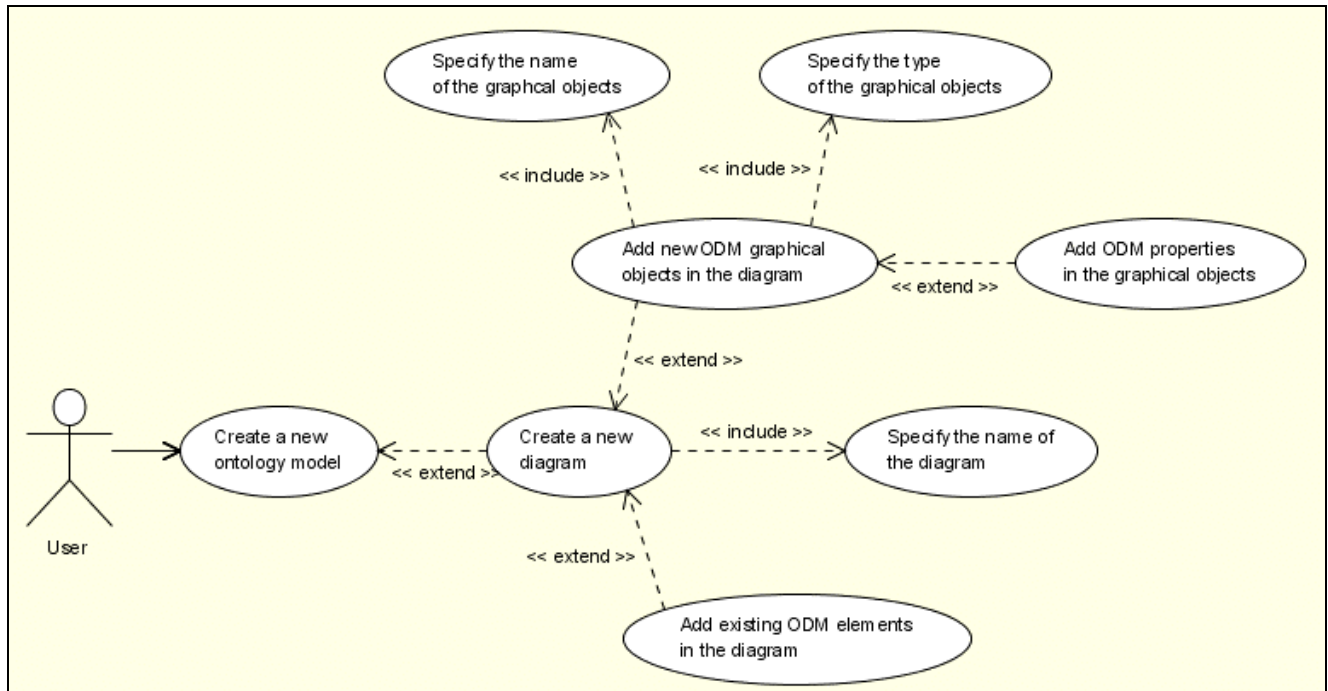 Specify the name
of the graphcal objects
Specify the type
of the graphical objects
<< include >>
<< include >>
Add new ODM graphical
objects in the diagram
Add ODM properties
in the graphical objects
<< extend >>
<< extend >>
User
Create a new
ontology model
<< extend >>
Create a new
diagram
<< include >>
Specify the name of
the diagram
<< extend >>
Add existing ODM elements
in the diagram